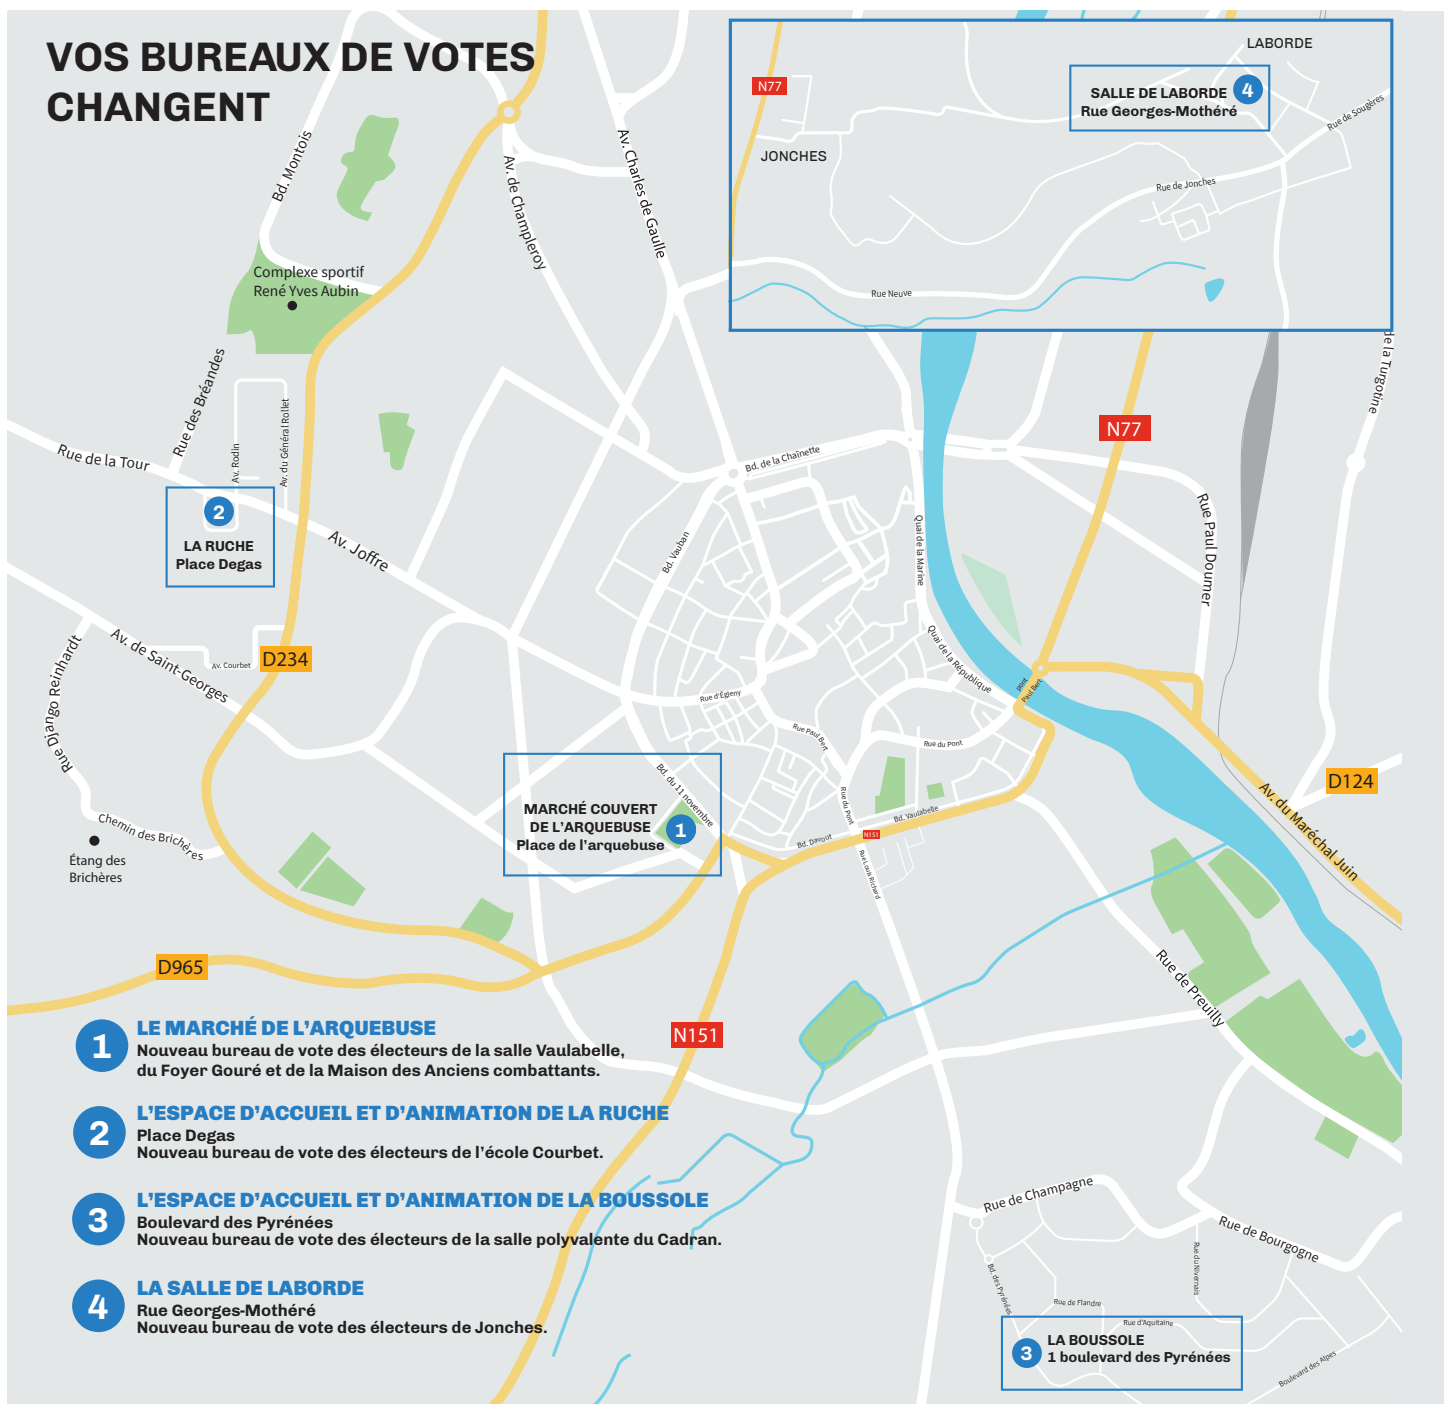 VOS BUREAUX DE VOTES
CHANGENT
LABORDE
N77
SALLE DE LABORDE
4
Rue Georges-Mothéré
Rue de Sougères
JONCHES
Rue de Jonches
Rue Neuve
Bd. Montois
Av. de Champleroy
Av. Charles de Gaulle
Complexe sportif
René Yves Aubin
de la Turgotine
Rue des Bréandes
Rue de la Tour
Av. Rodin
Av. du Général Rollet
N77
Bd. de la Chaînette
2
LA RUCHE
Place Degas
Av. Joffre
Bd. Vauban
Quai de la Marine
Rue Paul Doumer
Quai de la République
Av. de Saint-Georges
Av. Courbet
D234
Rue Django Reinhardt
Rue d'Égleny
pont
Paul Bert
Rue Paul Bert
Rue du Pont
Bd. du 11 novembre
MARCHÉ COUVERT
DE L'ARQUEBUSE
Place de l'arquebuse
1
Rue du Pont
Bd. Vaulabelle
Bd. Davout
N151
Rue Louis Richard
D124
Av. du Maréchal Juin
Chemin des Brichères
Étang des
Brichères
D965
Rue de Preuilly
N151
1
LE MARCHÉ DE L'ARQUEBUSE
Nouveau bureau de vote des électeurs de la salle Vaulabelle,
du Foyer Gouré et de la Maison des Anciens combattants.
2
L'ESPACE D'ACCUEIL ET D'ANIMATION DE LA RUCHE
Place Degas
Nouveau bureau de vote des électeurs de l'école Courbet.
3
L'ESPACE D'ACCUEIL ET D'ANIMATION DE LA BOUSSOLE
Boulevard des Pyrénées
Nouveau bureau de vote des électeurs de la salle polyvalente du Cadran.
4
LA SALLE DE LABORDE
Rue Georges-Mothéré
Nouveau bureau de vote des électeurs de Jonches.
Rue de Champagne
Rue de Bourgogne
Rue du Nivernais
Bd. des Pyrénées
Rue de Flandre
Rue d'Aquitaine
3
LA BOUSSOLE
1 boulevard des Pyrénées
Boulevard des Alpes